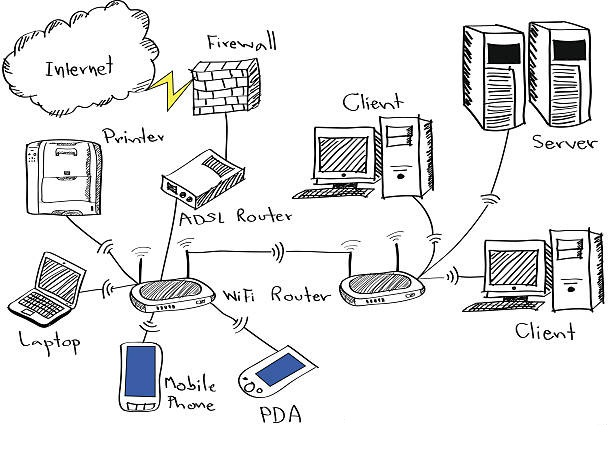 Internet
Firewall
Printer
Client
Server
ADSL Router
WiFi Router
Laptop
Client
Mobile
Phone
PDA